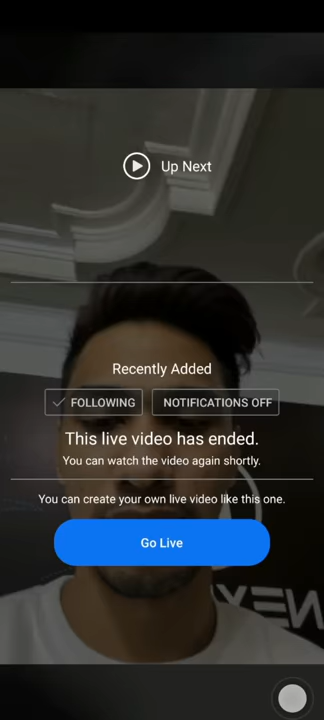 Up Next
Recently Added
FOLLOWING
NOTIFICATIONS OFF
This live video has ended.
You can watch the video again shortly.
You can create your own live video like this one.
Go Live